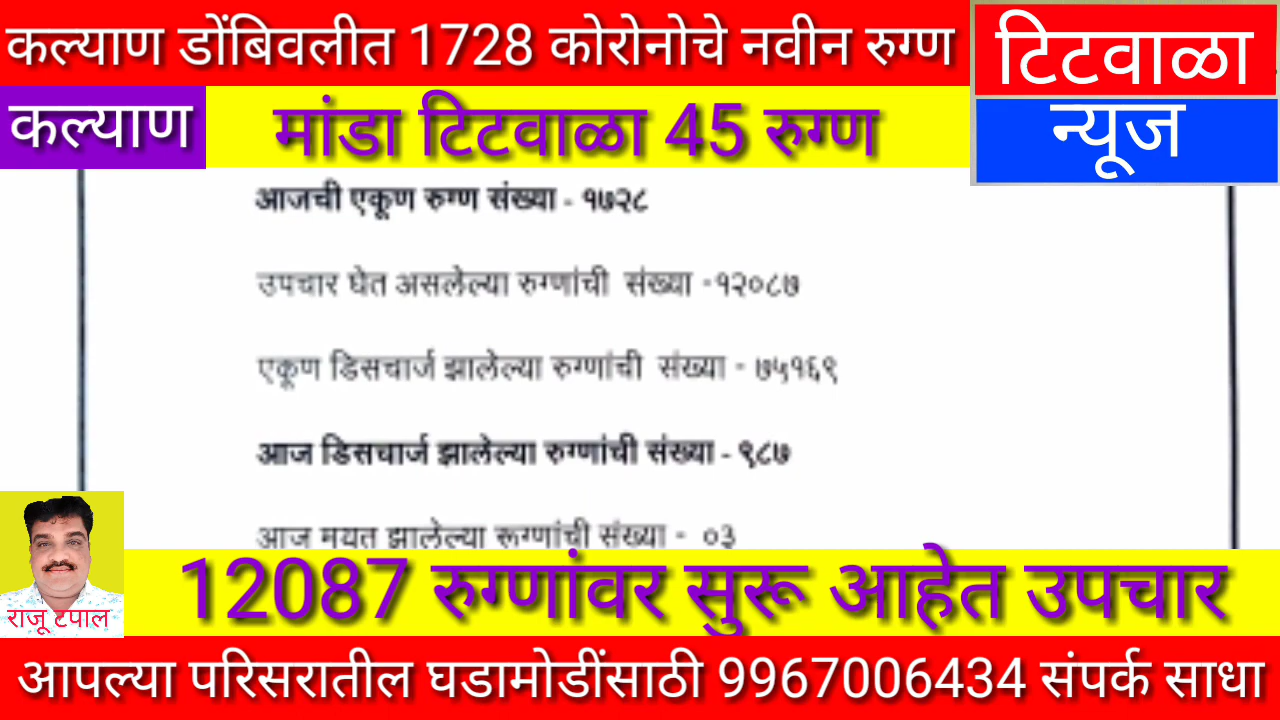 कल्याण डोंबिवलीत 1728 कोरोनोचे नवीन रुग्ण
टिटवाळा
न्यूज
कल्याण
मांडा टिटवाळा 45 रुग्ण
आजची एकूण रुग्ण संख्या - १७२८
उपचार घेत असलेल्या रुग्णांची संख्या -१२०८७
एकूण डिसचार्ज झालेल्या रुग्णांची संख्या - ७५१६९
आज डिसचार्ज झालेल्या रुग्णांची संख्या - ९८७
आज मयत झालेल्या रूग्णांची संख्या - ०३
राजू टपाल
12087 रुग्णांवर सुरू आहेत उपचार
आपल्या परिसरातील घडामोडींसाठी 9967006434 संपर्क साधा